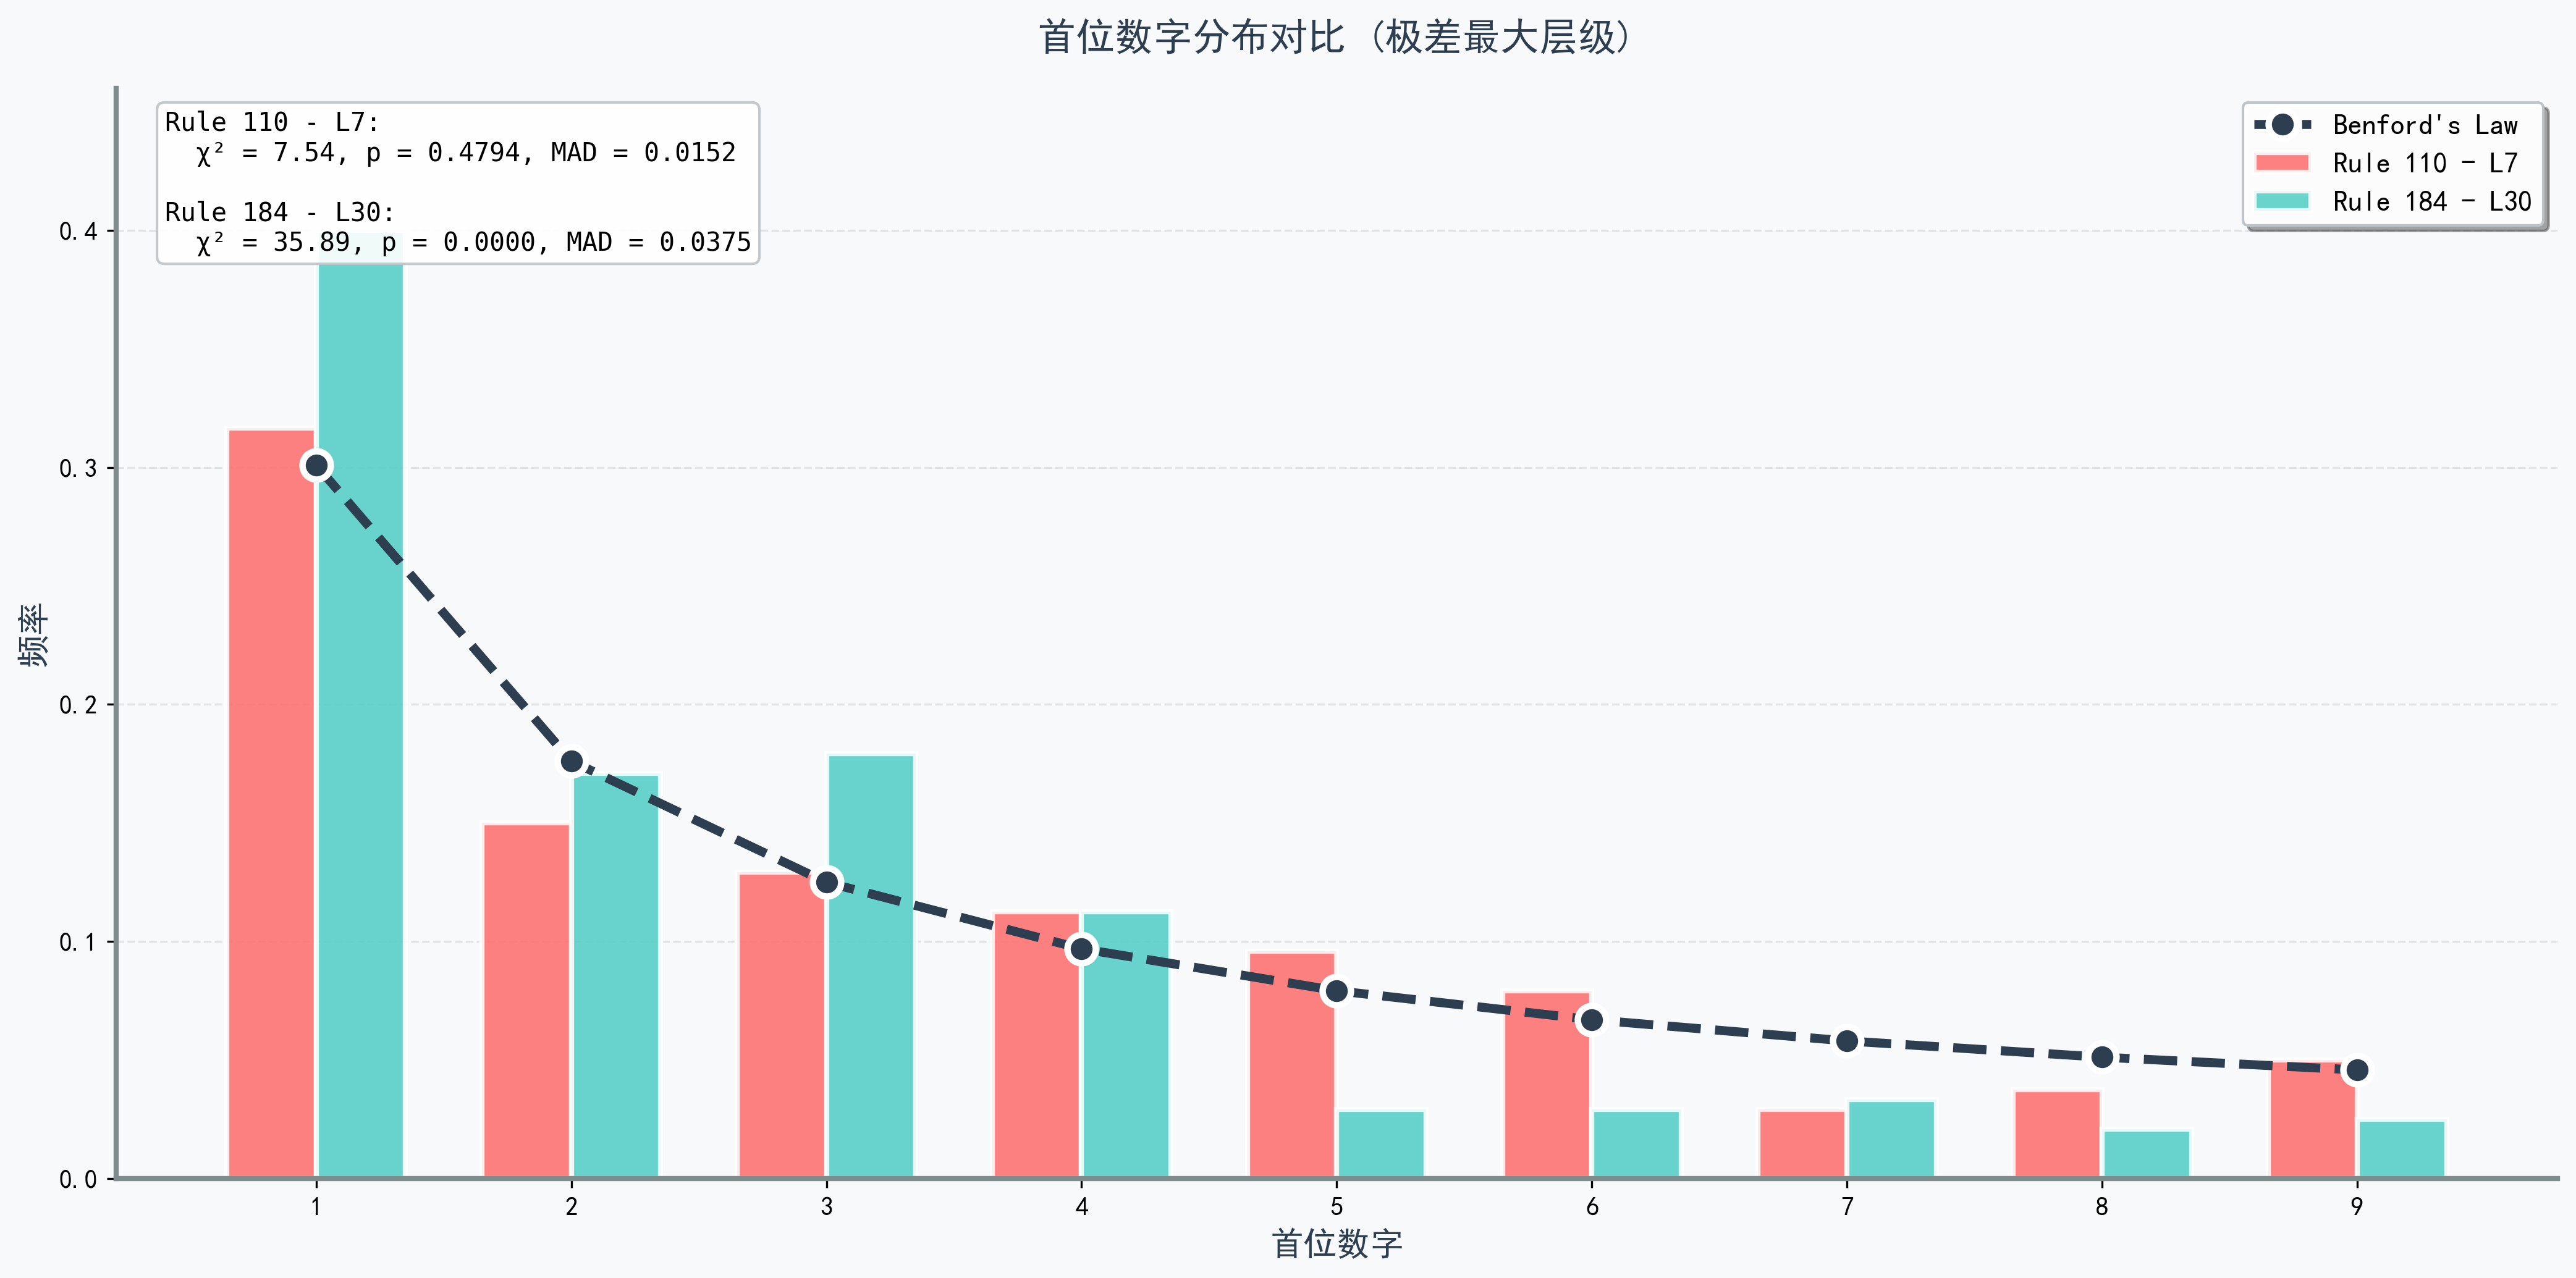 首位数字分布对比（极差最大层级）
Rule 110 - L7:
χ² = 7.54, p = 0.4794, MAD = 0.0152
Rule 184 - L30:
χ² = 35.89, p = 0.0000, MAD = 0.0375
Benford's Law
Rule 110 - L7
Rule 184 - L30
频率
0.4
0.3
0.2
0.1
0.0
1 2 3 4 5 6 7 8 9
首位数字